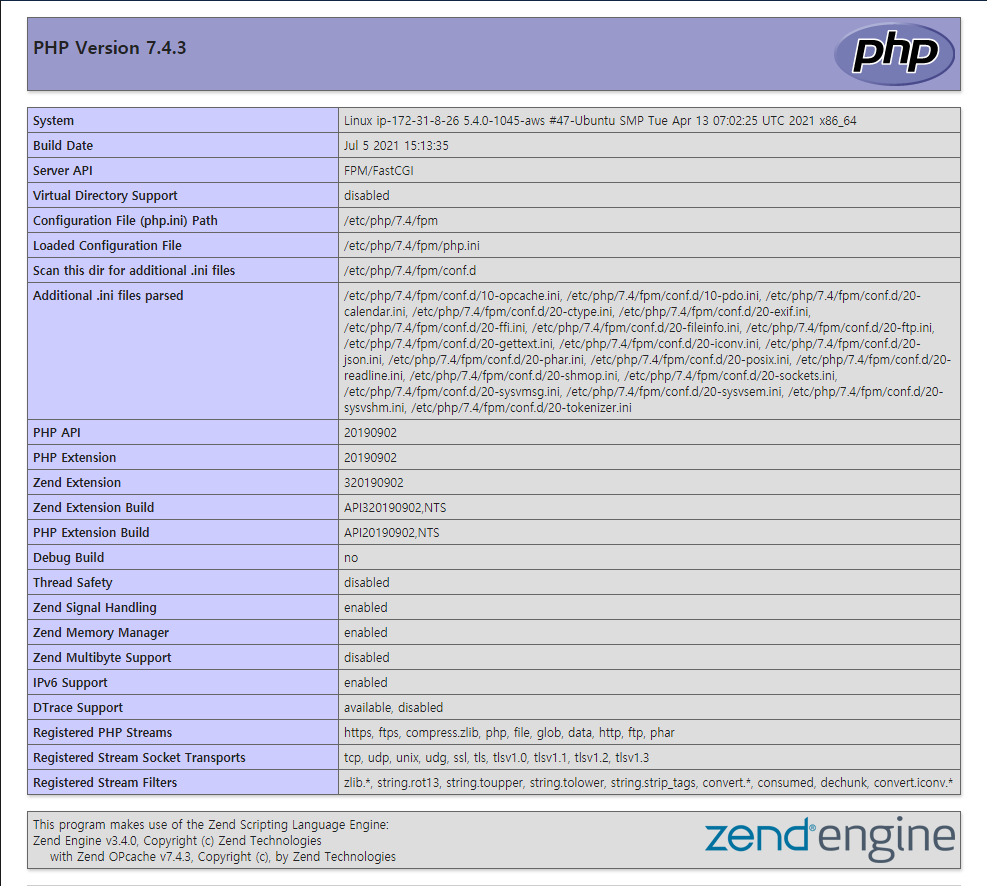 PHP Version 7.4.3
php
System Linux ip-172-31-8-26 5.4.0-1045-aws #47-Ubuntu SMP Tue Apr 13 07:02:25 UTC 2021 x86_64
Build Date Jul 5 2021 15:13:35
Server API FPM/FastCGI
Virtual Directory Support disabled
Configuration File (php.ini) Path /etc/php/7.4/fpm
Loaded Configuration File /etc/php/7.4/fpm/php.ini
Scan this dir for additional .ini files /etc/php/7.4/fpm/conf.d
Additional .ini files parsed /etc/php/7.4/fpm/conf.d/10-opcache.ini, /etc/php/7.4/fpm/conf.d/10-pdo.ini, /etc/php/7.4/fpm/conf.d/20-
calendar.ini, /etc/php/7.4/fpm/conf.d/20-ctype.ini, /etc/php/7.4/fpm/conf.d/20-exif.ini,
/etc/php/7.4/fpm/conf.d/20-ffi.ini, /etc/php/7.4/fpm/conf.d/20-fileinfo.ini, /etc/php/7.4/fpm/conf.d/20-ftp.ini,
/etc/php/7.4/fpm/conf.d/20-gettext.ini, /etc/php/7.4/fpm/conf.d/20-iconv.ini, /etc/php/7.4/fpm/conf.d/20-
json.ini, /etc/php/7.4/fpm/conf.d/20-phar.ini, /etc/php/7.4/fpm/conf.d/20-posix.ini, /etc/php/7.4/fpm/conf.d/20-
readline.ini, /etc/php/7.4/fpm/conf.d/20-shmop.ini, /etc/php/7.4/fpm/conf.d/20-sockets.ini,
/etc/php/7.4/fpm/conf.d/20-sysvmsg.ini, /etc/php/7.4/fpm/conf.d/20-sysvsem.ini, /etc/php/7.4/fpm/conf.d/20-
sysvshm.ini, /etc/php/7.4/fpm/conf.d/20-tokenizer.ini
PHP API 20190902
PHP Extension 20190902
Zend Extension 320190902
Zend Extension Build API320190902,NTS
PHP Extension Build API20190902,NTS
Debug Build no
Thread Safety disabled
Zend Signal Handling enabled
Zend Memory Manager enabled
Zend Multibyte Support disabled
IPv6 Support enabled
DTrace Support available, disabled
Registered PHP Streams https, ftps, compress.zlib, php, file, glob, data, http, ftp, phar
Registered Stream Socket Transports tcp, udp, unix, udg, ssl, tls, tlsv1.0, tlsv1.1, tlsv1.2, tlsv1.3
Registered Stream Filters zlib.*, string.rot13, string.toupper, string.tolower, string.strip_tags, convert.*, consumed, dechunk, convert.iconv.*
This program makes use of the Zend Scripting Language Engine:
Zend Engine v3.4.0, Copyright (c) Zend Technologies
with Zend OPcache v7.4.3, Copyright (c), by Zend Technologies
zend® engine